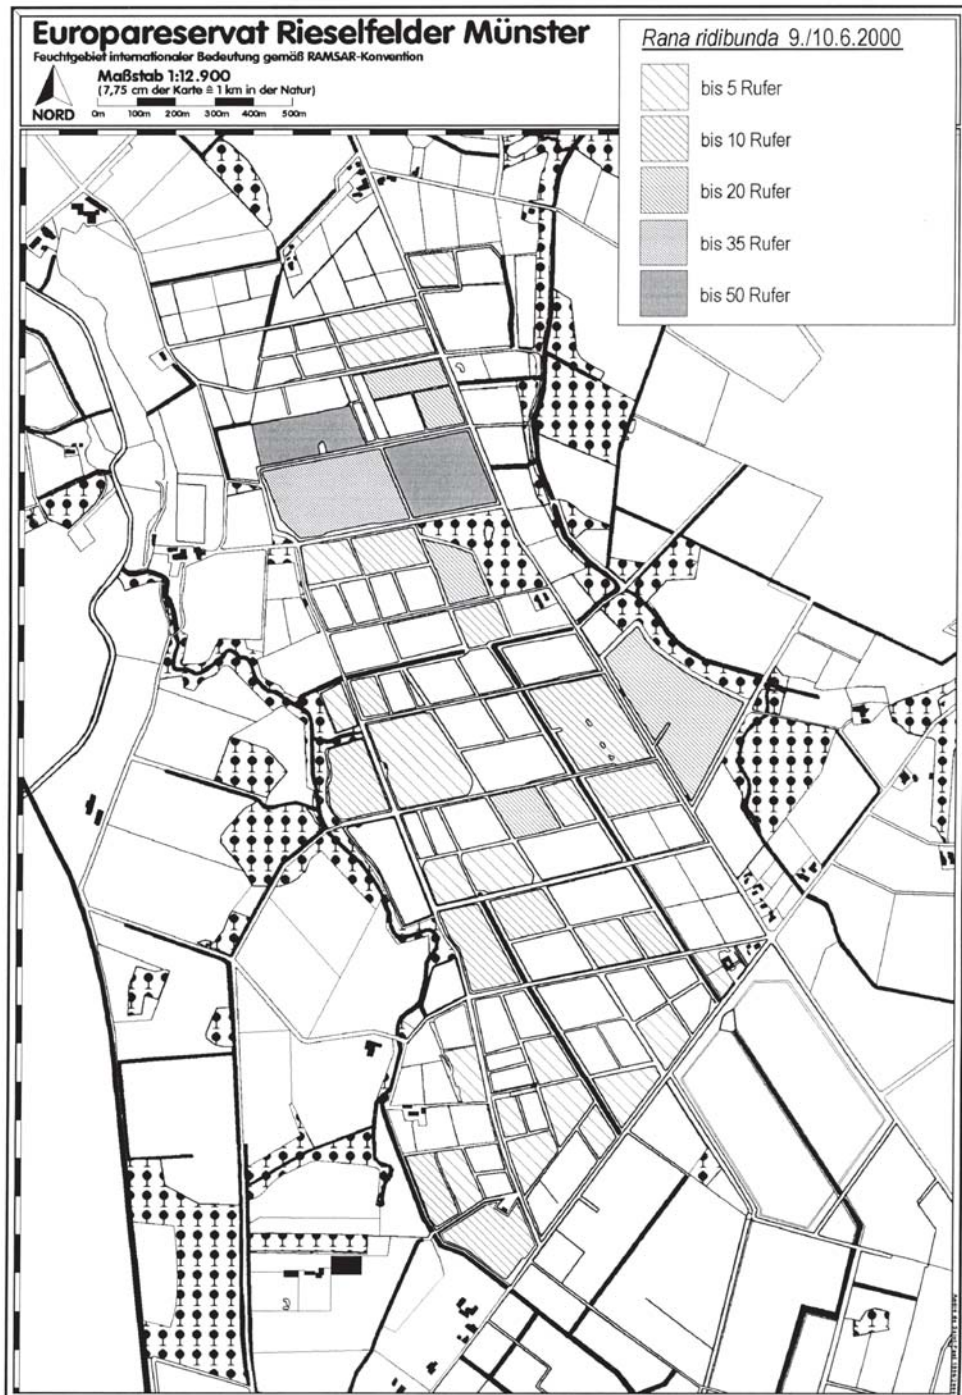 Europareservat Rieselfelder Münster
Feuchtgebiet internationaler Bedeutung gemäß RAMSAR-Konvention
Maßstab 1:12.900
(7,75 cm der Karte ≙ 1 km in der Natur)
NORD
0m 100m 200m 300m 400m 500m
Rana ridibunda 9./10.6.2000
bis 5 Rufer
bis 10 Rufer
bis 20 Rufer
bis 35 Rufer
bis 50 Rufer